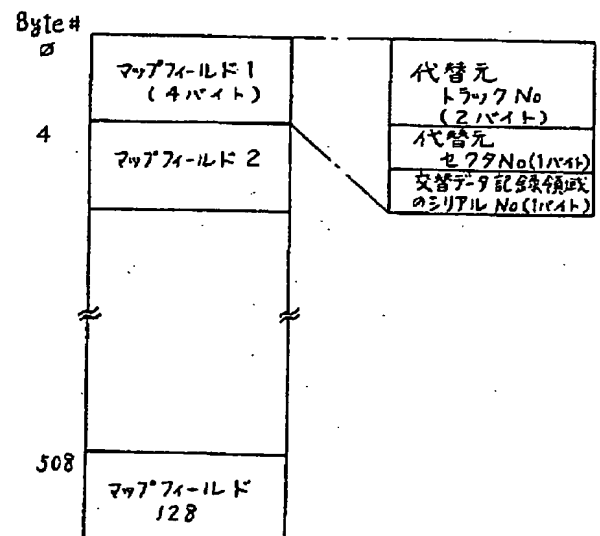 Byte#
ø
マップフィールド1
(4バイト)
4
マップフィールド2
508
マップフィールド
128
代替元
トラックNo
(2バイト)
代替元
セクタNo(1バイト)
交替データ記録領域
のシリアルNo(1バイト)